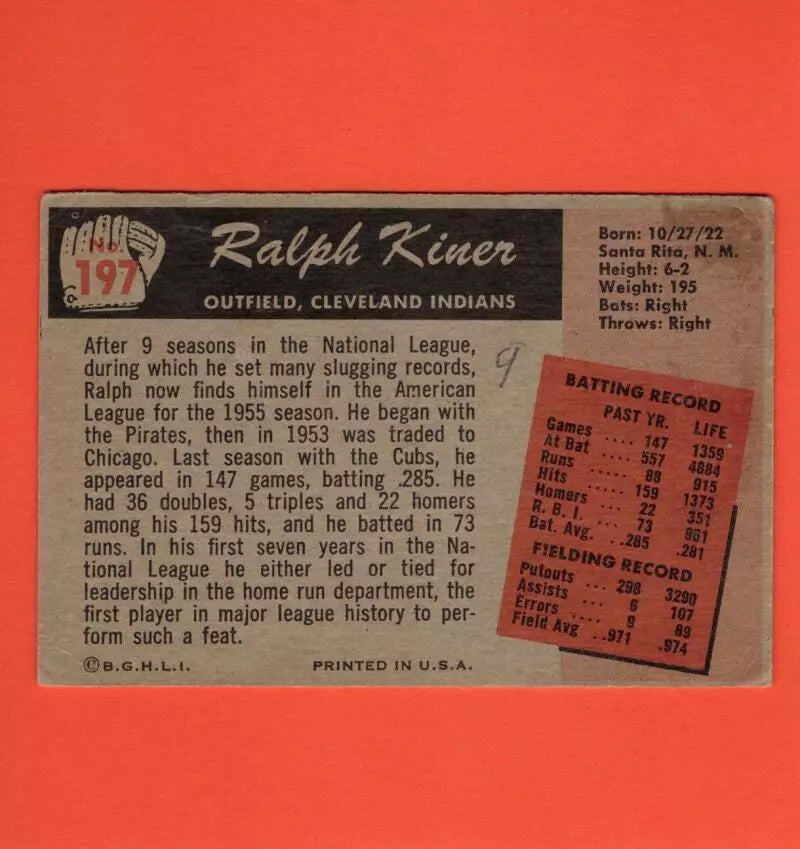 No.
197
Ralph Kiner
OUTFIELD, CLEVELAND INDIANS
Born: 10/27/22
Santa Rita, N. M.
Height: 6-2
Weight: 195
Bats: Right
Throws: Right
After 9 seasons in the National League,
during which he set many slugging records,
Ralph now finds himself in the American
League for the 1955 season. He began with
the Pirates, then in 1953 was traded to
Chicago. Last season with the Cubs, he
appeared in 147 games, batting .285. He
had 36 doubles, 5 triples and 22 homers
among his 159 hits, and he batted in 73
runs. In his first seven years in the Na-
tional League he either led or tied for
leadership in the home run department, the
first player in major league history to per-
form such a feat.
9
BATTING RECORD
PAST YR. LIFE
Games .... 147 1359
At Bat .... 557 4884
Runs ..... 88 915
Hits ..... 159 1373
Homers ... 22 351
R. B. I. ... 73 961
Bat. Avg. ..285 .281
FIELDING RECORD
Putouts ... 298 3290
Assists ... 6 107
Errors .... 9 89
Field Avg ..971 .974
©B.G.H.L.I. PRINTED IN U.S.A.